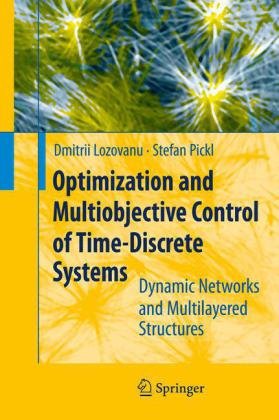 Dmitrii Lozovanu · Stefan Pickl
Optimization and
Multiobjective Control
of Time-Discrete
Systems
Dynamic Networks
and Multilayered
Structures
Springer